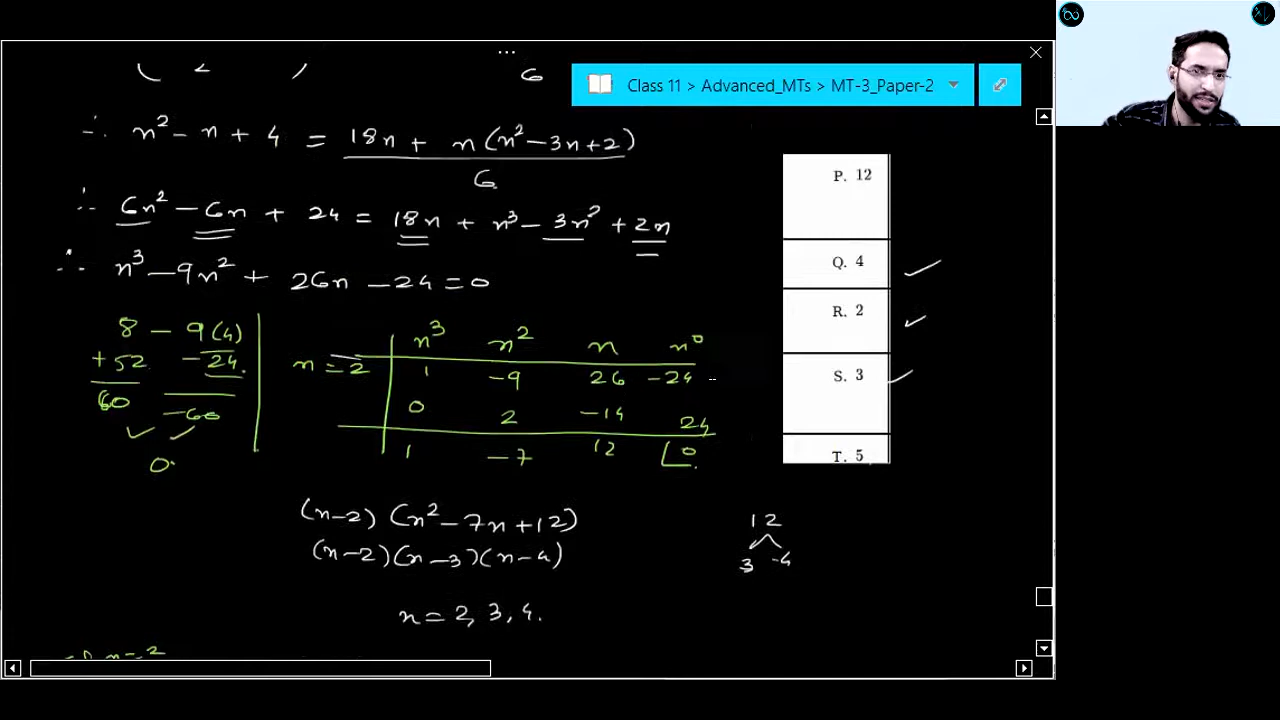 ...
6
Class 11 > Advanced_MTs > MT-3_Paper-2
∴ n² - n + 4 = 18n + n(n² - 3n + 2)
6
∴ 6n² - 6n + 24 = 18n + n³ - 3n² + 2n
∴ n³ - 9n² + 26n - 24 = 0
8 - 9(4)
+52 -24.
60 -60
0.
n³ n² n n⁰
n = 2 1 -9 26 -24
0 2 -14 24
1 -7 12 0
(n-2) (n² - 7n + 12)
(n-2)(n-3)(n-4)
n = 2, 3, 4.
12
3 -4
P. 12
Q. 4
R. 2
S. 3
T. 5